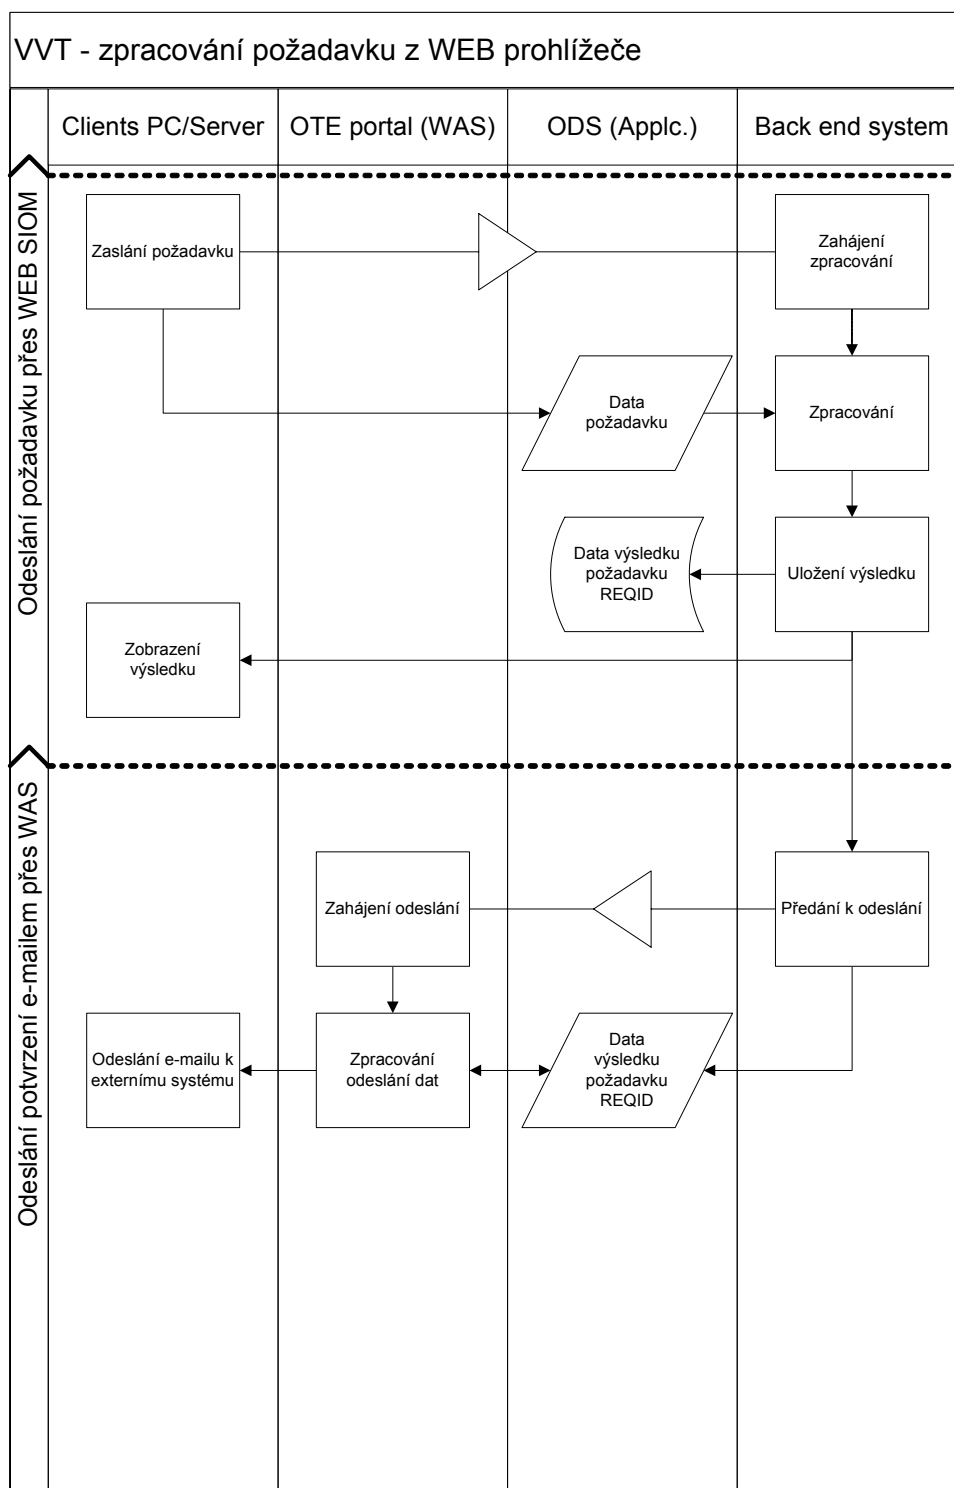 VVT - zpracování požadavku z WEB prohlížeče
Clients PC/Server
OTE portal (WAS)
ODS (Applc.)
Back end system
Odeslání požadavku přes WEB SIOM
Zaslání požadavku
Zahájení
zpracování
Data
požadavku
Zpracování
Data výsledku
požadavku
REQID
Uložení výsledku
Zobrazení
výsledku
Odeslání potvrzení e-mailem přes WAS
Zahájení odeslání
Předání k odeslání
Odeslání e-mailu k
externímu systému
Zpracování
odeslání dat
Data
výsledku
požadavku
REQID